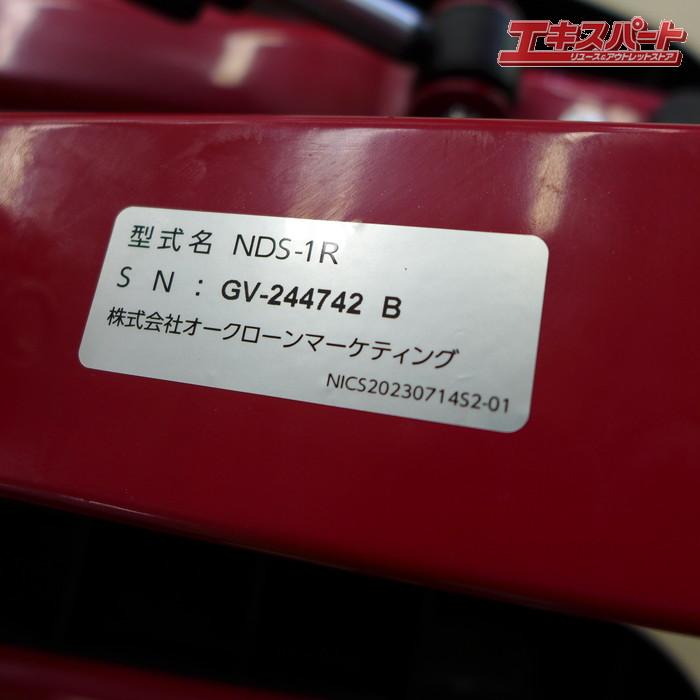 エキスパート
リユース&アウトレットストア
型式名 NDS-1R
S N : GV-244742 B
株式会社オークローンマーケティング
NICS20230714S2-01